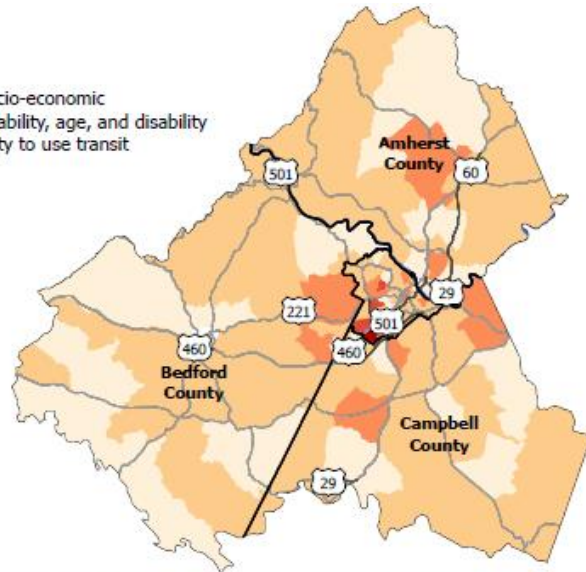 cio-economic
ability, age, and disability
ty to use transit
Amherst
County
501
60
29
221
501
460
460
Bedford
County
Campbell
County
29